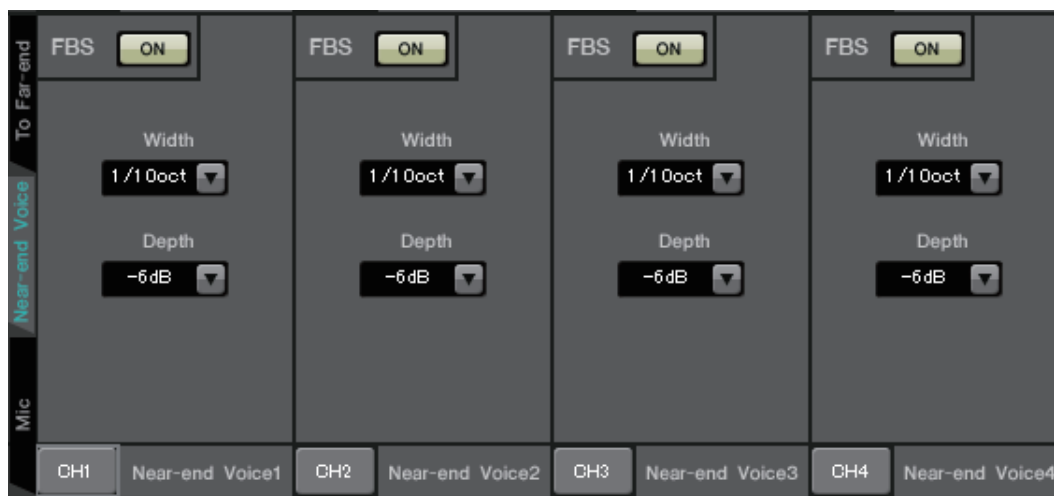 To Far-end
Near-end Voice
Mic
FBS ON FBS ON FBS ON FBS ON
Width Width Width Width
1/10oct 1/10oct 1/10oct 1/10oct
Depth Depth Depth Depth
-6dB -6dB -6dB -6dB
CH1 Near-end Voice1 CH2 Near-end Voice2 CH3 Near-end Voice3 CH4 Near-end Voice4